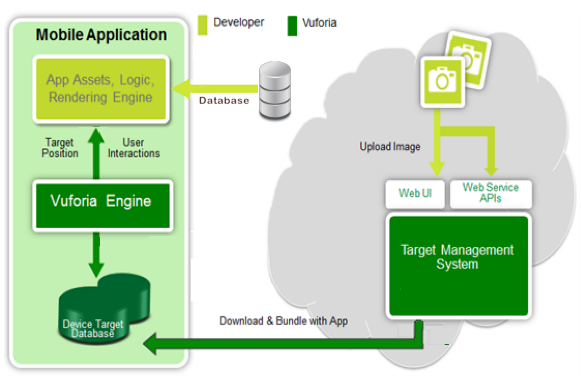 Developer
Vuforia
Mobile Application
App Assets, Logic,
Rendering Engine
Database
Target
Position
User
Interactions
Vuforia Engine
Device Target
Database
Upload Image
Web UI
Web Service
APIs
Target Management
System
Download & Bundle with App